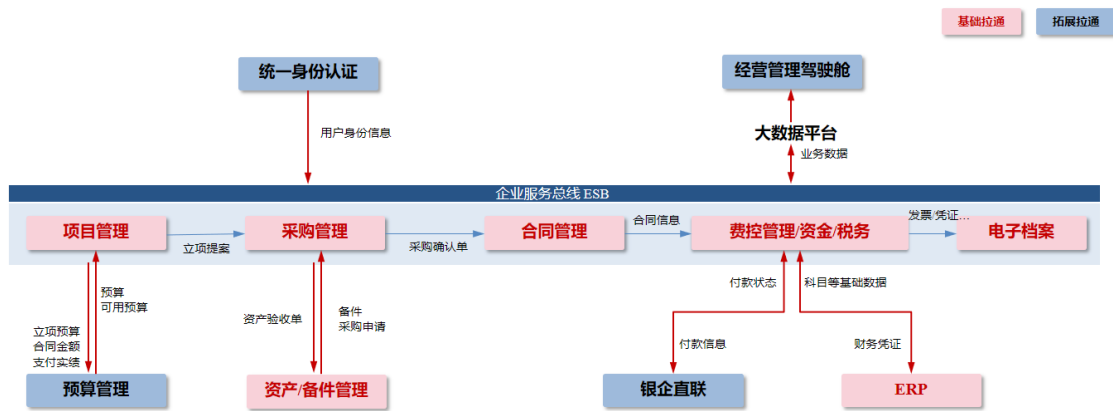 基础拉通
拓展拉通
统一身份认证
经营管理驾驶舱
用户身份信息
大数据平台
业务数据
企业服务总线 ESB
项目管理
立项提案
采购管理
采购确认单
合同管理
合同信息
费控管理/资金/税务
发票/凭证...
电子档案
预算
可用预算
立项预算
合同金额
支付实绩
资产验收单
备件
采购申请
付款状态
科目等基础数据
付款信息
财务凭证
预算管理
资产/备件管理
银企直联
ERP